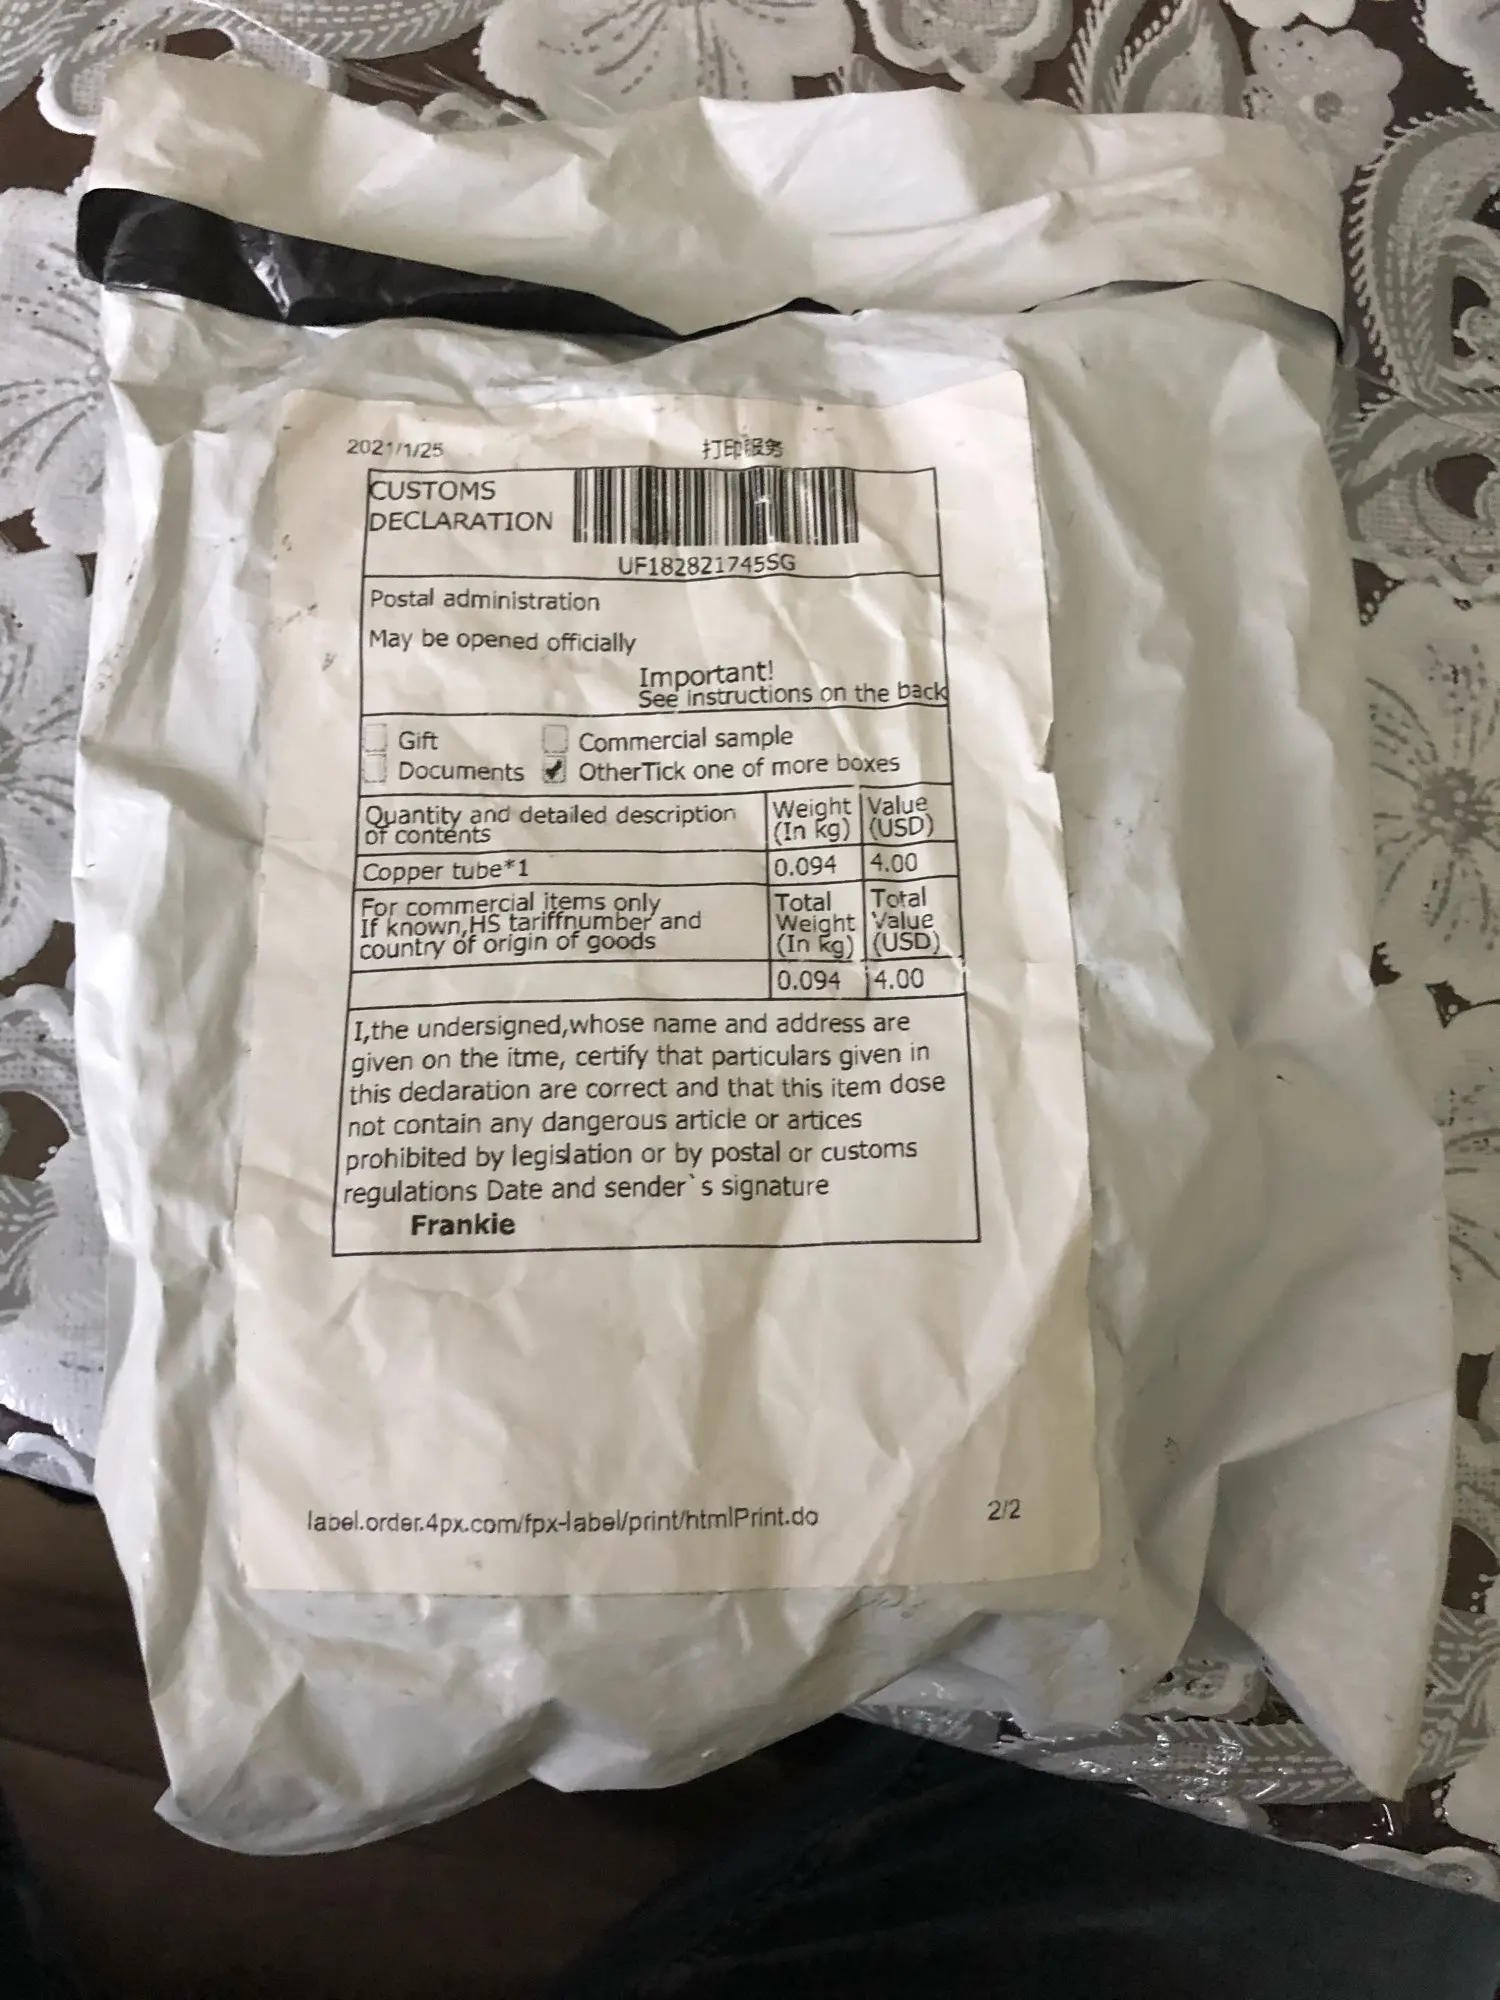 2021/1/25 打印服务
CUSTOMS
DECLARATION
UF182821745SG
Postal administration
May be opened officially
Important!
See instructions on the back
Gift Commercial sample
Documents ✔ OtherTick one of more boxes
Quantity and detailed description
of contents
Weight
(In kg)
Value
(USD)
Copper tube*1 0.094 4.00
For commercial items only
If known,HS tariffnumber and
country of origin of goods
Total
Weight
(In kg)
Total
Value
(USD)
0.094 4.00
I,the undersigned,whose name and address are
given on the itme, certify that particulars given in
this declaration are correct and that this item dose
not contain any dangerous article or artices
prohibited by legislation or by postal or customs
regulations Date and sender`s signature
Frankie
label.order.4px.com/fpx-label/print/htmlPrint.do 2/2